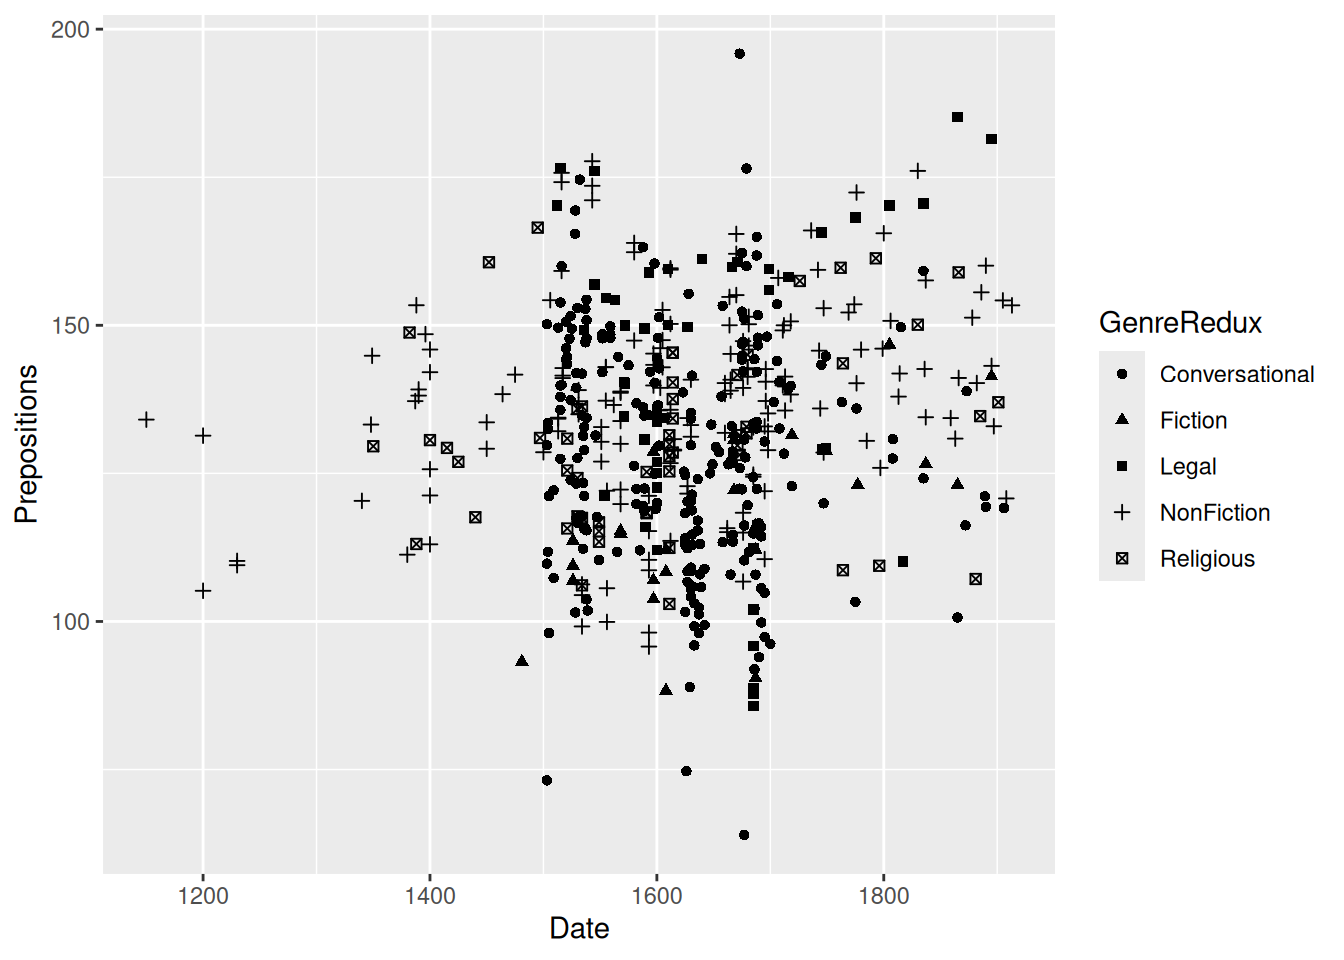 200
150
100
Prepositions
1200
1400
1600
1800
Date
GenreRedux
Conversational
Fiction
Legal
NonFiction
Religious